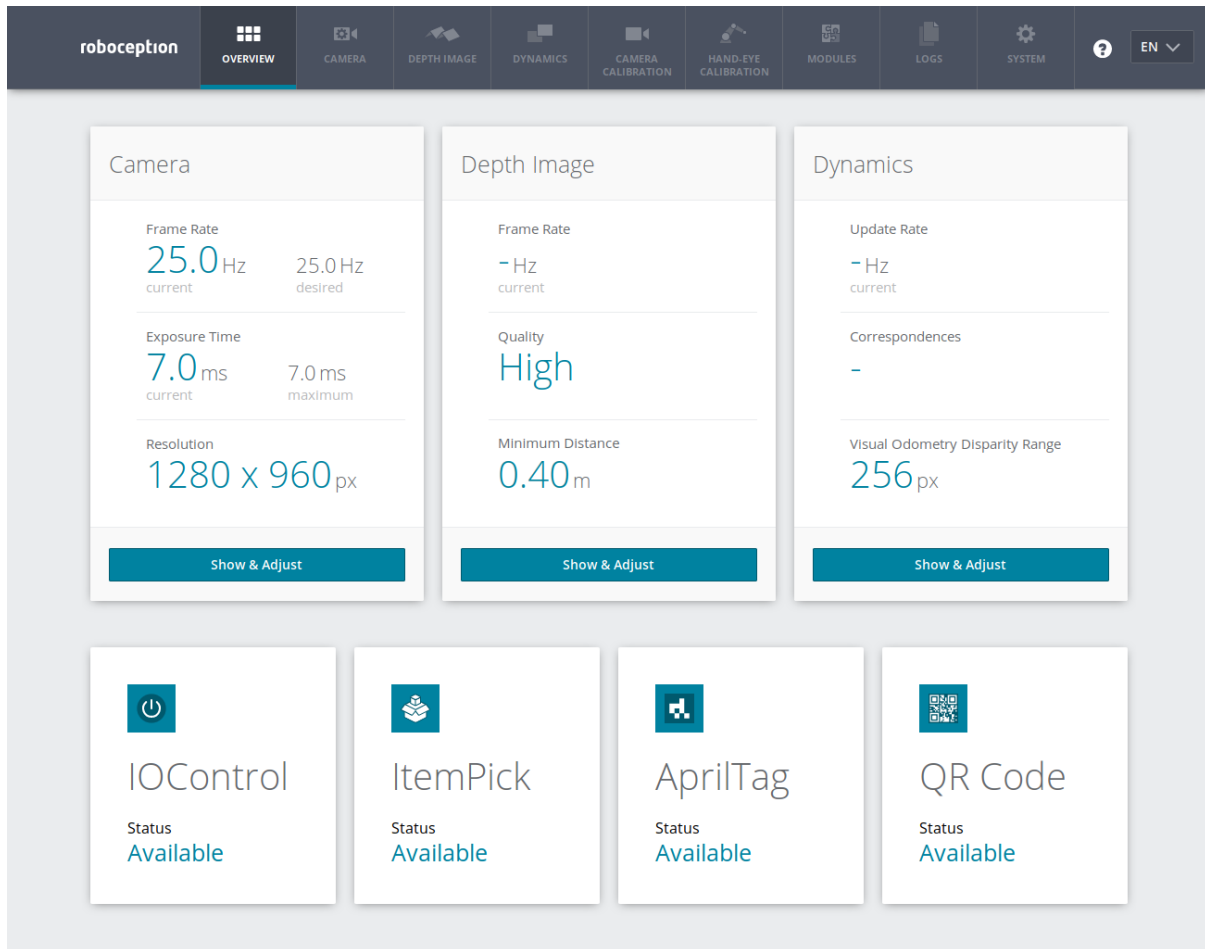 roboception
OVERVIEW
CAMERA
DEPTH IMAGE
DYNAMICS
CAMERA
CALIBRATION
HAND-EYE
CALIBRATION
MODULES
LOGS
SYSTEM
?
EN
Camera
Frame Rate
25.0 Hz 25.0 Hz
current desired
Exposure Time
7.0 ms 7.0 ms
current maximum
Resolution
1280 x 960 px
Show & Adjust
Depth Image
Frame Rate
- Hz
current
Quality
High
Minimum Distance
0.40 m
Show & Adjust
Dynamics
Update Rate
- Hz
current
Correspondences
-
Visual Odometry Disparity Range
256 px
Show & Adjust
IOControl
Status
Available
ItemPick
Status
Available
AprilTag
Status
Available
QR Code
Status
Available